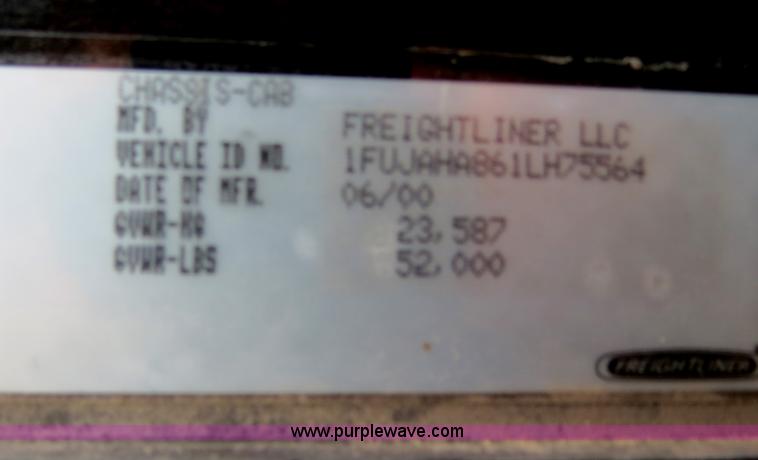 CHASSIS-CAB
MFD. BY FREIGHTLINER LLC
VEHICLE ID NO. 1FUJAHA861LH75564
DATE OF MFR. 06/00
GVWR-KG 23,587
GVWR-LBS 52,000
FREIGHTLINER
www.purplewave.com